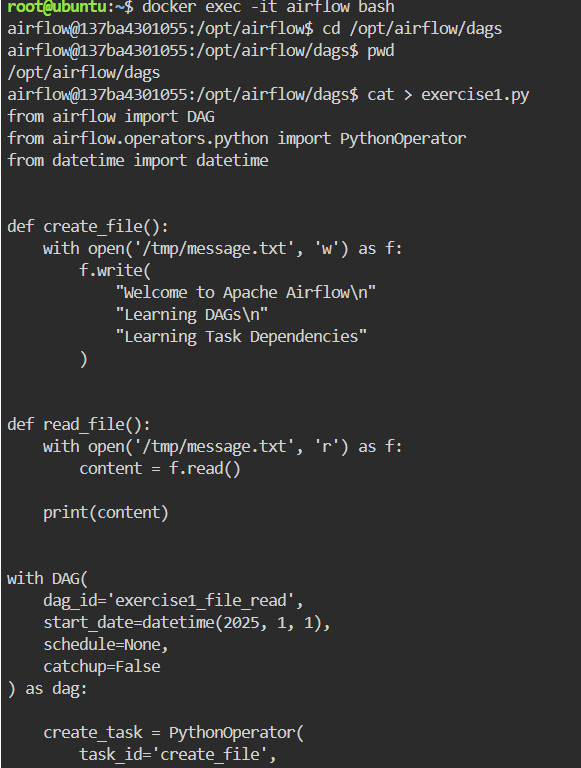 root@ubuntu:~$ docker exec -it airflow bash
airflow@137ba4301055:/opt/airflow$ cd /opt/airflow/dags
airflow@137ba4301055:/opt/airflow/dags$ pwd
/opt/airflow/dags
airflow@137ba4301055:/opt/airflow/dags$ cat > exercise1.py
from airflow import DAG
from airflow.operators.python import PythonOperator
from datetime import datetime


def create_file():
    with open('/tmp/message.txt', 'w') as f:
        f.write(
            "Welcome to Apache Airflow\n"
            "Learning DAGs\n"
            "Learning Task Dependencies"
        )


def read_file():
    with open('/tmp/message.txt', 'r') as f:
        content = f.read()

    print(content)


with DAG(
    dag_id='exercise1_file_read',
    start_date=datetime(2025, 1, 1),
    schedule=None,
    catchup=False
) as dag:

    create_task = PythonOperator(
        task_id='create_file',